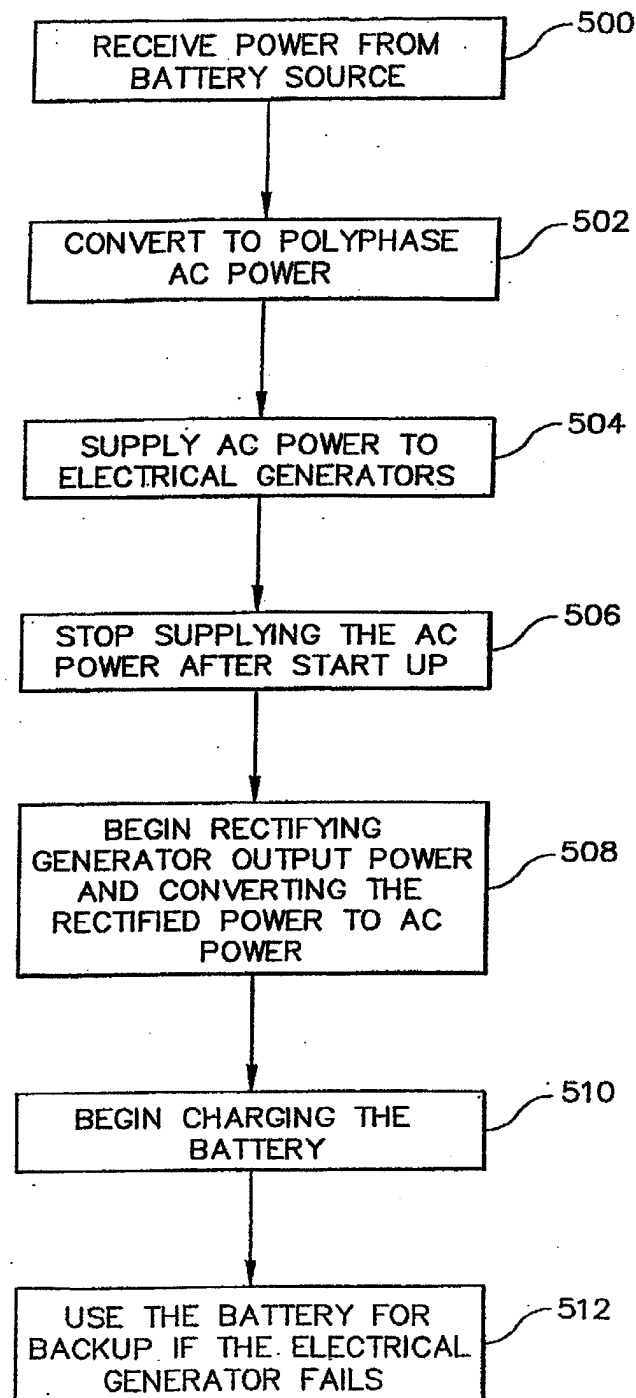 RECEIVE POWER FROM
BATTERY SOURCE
500
CONVERT TO POLYPHASE
AC POWER
502
SUPPLY AC POWER TO
ELECTRICAL GENERATORS
504
STOP SUPPLYING THE AC
POWER AFTER START UP
506
BEGIN RECTIFYING
GENERATOR OUTPUT POWER
AND CONVERTING THE
RECTIFIED POWER TO AC
POWER
508
BEGIN CHARGING THE
BATTERY
510
USE THE BATTERY FOR
BACKUP IF THE ELECTRICAL
GENERATOR FAILS
512